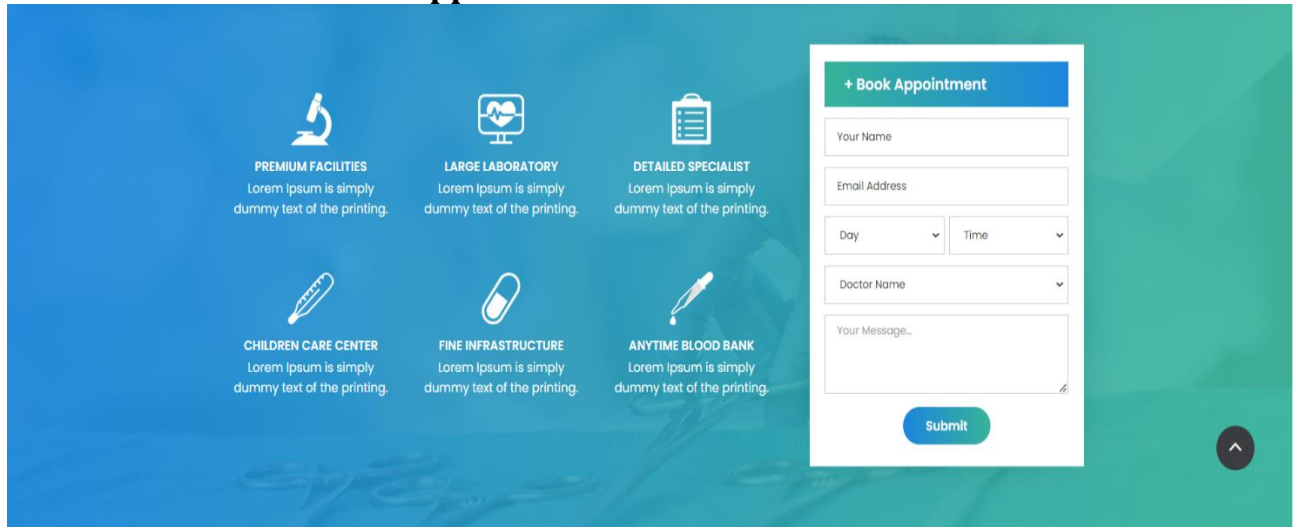 PREMIUM FACILITIES
Lorem Ipsum is simply
dummy text of the printing.
LARGE LABORATORY
Lorem Ipsum is simply
dummy text of the printing.
DETAILED SPECIALIST
Lorem Ipsum is simply
dummy text of the printing.
CHILDREN CARE CENTER
Lorem Ipsum is simply
dummy text of the printing.
FINE INFRASTRUCTURE
Lorem Ipsum is simply
dummy text of the printing.
ANYTIME BLOOD BANK
Lorem Ipsum is simply
dummy text of the printing.
+ Book Appointment
Your Name
Email Address
Day Time
Doctor Name
Your Message...
Submit